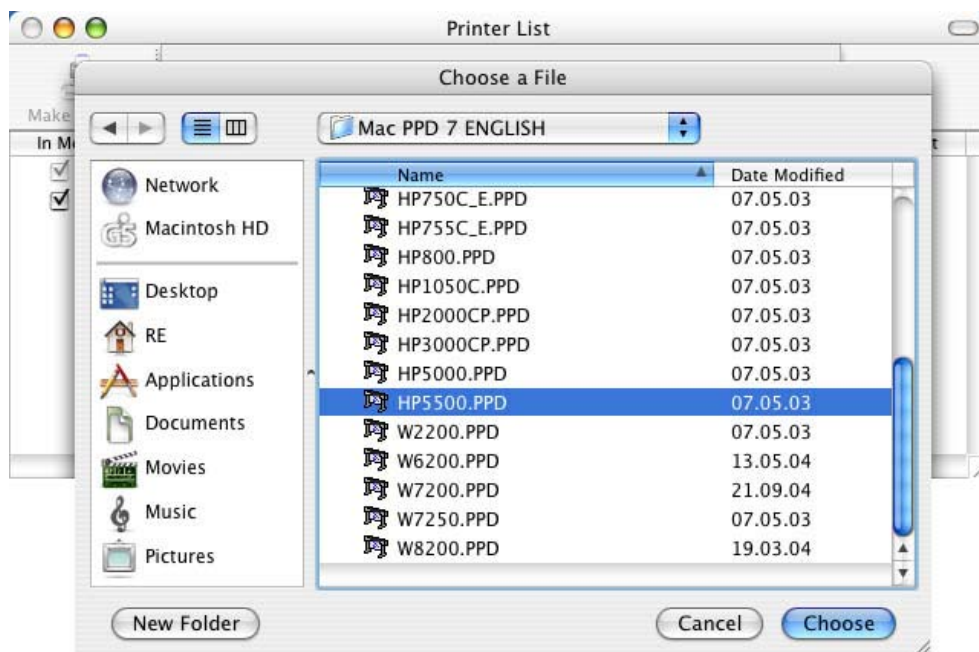 Printer List
Choose a File
Make
In M
t
Mac PPD 7 ENGLISH
Name Date Modified
Network
Macintosh HD
Desktop
RE
Applications
Documents
Movies
Music
Pictures
HP750C_E.PPD 07.05.03
HP755C_E.PPD 07.05.03
HP800.PPD 07.05.03
HP1050C.PPD 07.05.03
HP2000CP.PPD 07.05.03
HP3000CP.PPD 07.05.03
HP5000.PPD 07.05.03
HP5500.PPD 07.05.03
W2200.PPD 07.05.03
W6200.PPD 13.05.04
W7200.PPD 21.09.04
W7250.PPD 07.05.03
W8200.PPD 19.03.04
New Folder Cancel Choose